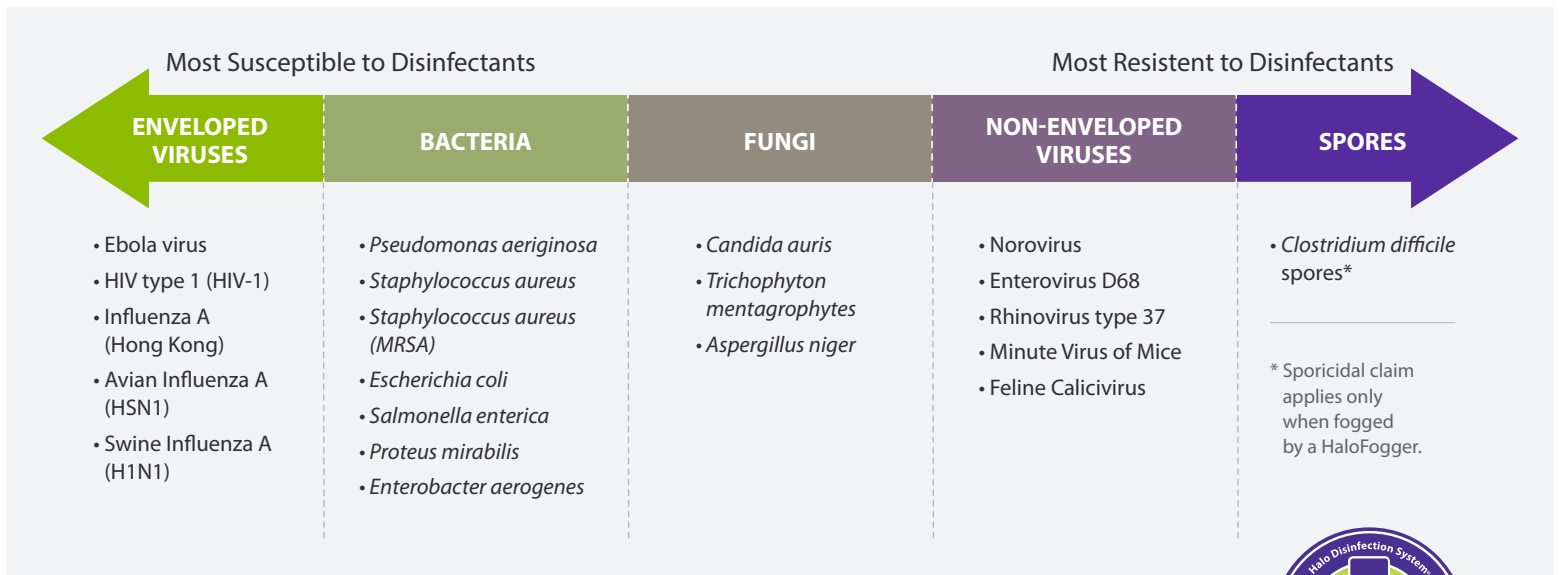 Most Susceptible to Disinfectants
Most Resistent to Disinfectants
ENVELOPED
VIRUSES
BACTERIA
FUNGI
NON-ENVELOPED
VIRUSES
SPORES
• Ebola virus
• HIV type 1 (HIV-1)
• Influenza A
(Hong Kong)
• Avian Influenza A
(HSN1)
• Swine Influenza A
(H1N1)
• Pseudomonas aeriginosa
• Staphylococcus aureus
• Staphylococcus aureus
(MRSA)
• Escherichia coli
• Salmonella enterica
• Proteus mirabilis
• Enterobacter aerogenes
• Candida auris
• Trichophyton
mentagrophytes
• Aspergillus niger
• Norovirus
• Enterovirus D68
• Rhinovirus type 37
• Minute Virus of Mice
• Feline Calicivirus
• Clostridium difficile
spores*
* Sporicidal claim
applies only
when fogged
by a HaloFogger.
Halo Disinfection System®